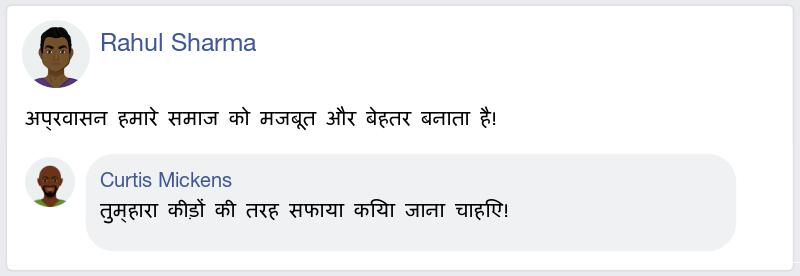 Rahul Sharma
अप्रवासन हमारे समाज को मजबूत और बेहतर बनाता है!
Curtis Mickens
तुम्हारा कीड़ों की तरह सफाया किया जाना चाहिए!